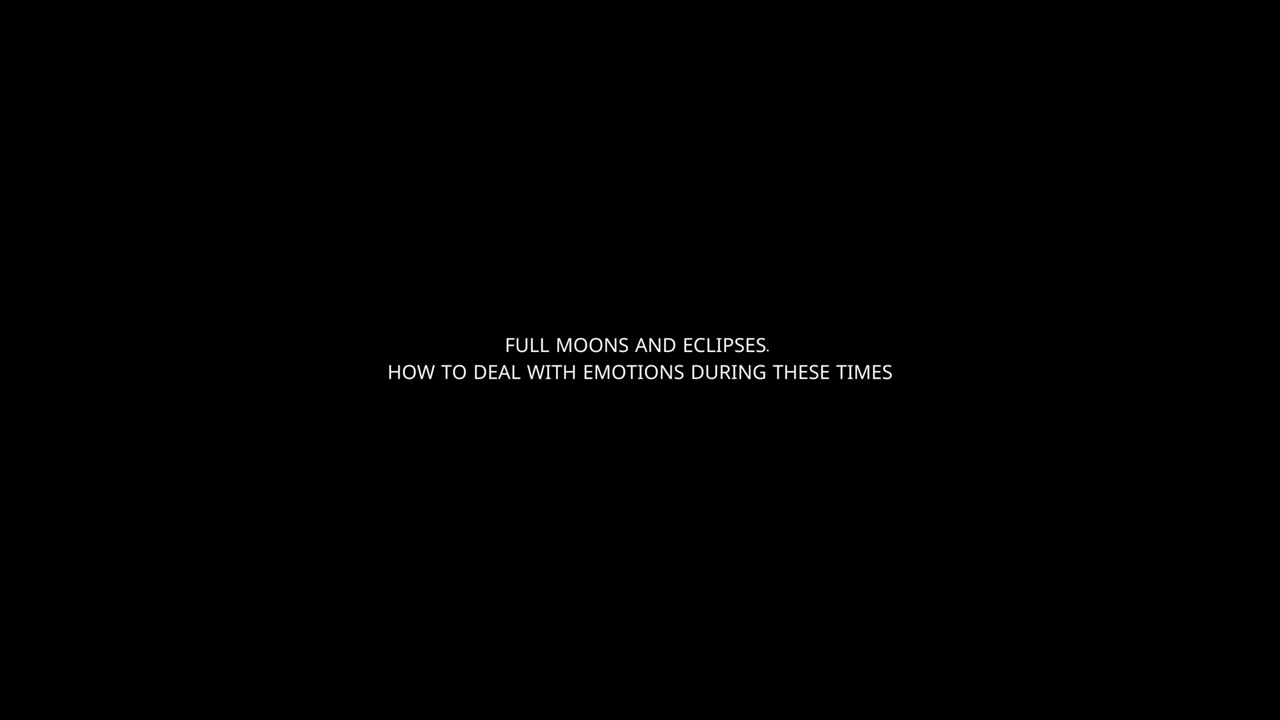 FULL MOONS AND ECLIPSES.
HOW TO DEAL WITH EMOTIONS DURING THESE TIMES